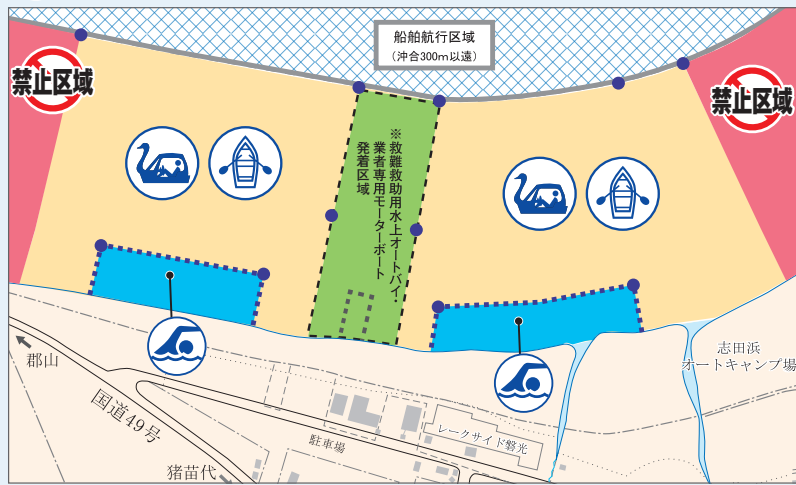 船舶航行区域
（沖合300m以遠）
禁止区域
禁止区域
※救難救助用水上オートバイ・
業者専用モーターボート
発着区域
郡山
国道49号
猪苗代
駐車場
レークサイド磐光
志田浜
オートキャンプ場